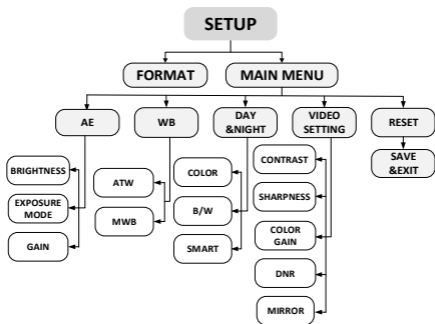 SETUP
FORMAT
MAIN MENU
AE
WB
DAY
&NIGHT
VIDEO
SETTING
RESET
BRIGHTNESS
EXPOSURE
MODE
GAIN
ATW
MWB
COLOR
B/W
SMART
CONTRAST
SHARPNESS
COLOR
GAIN
DNR
MIRROR
SAVE
&EXIT